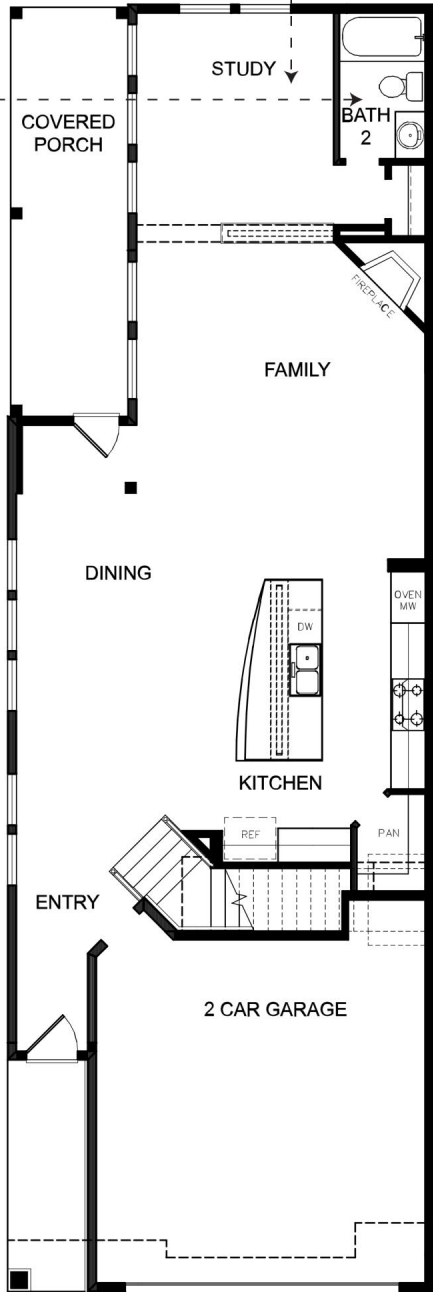 STUDY
COVERED
PORCH
BATH
2
FIREPLACE
FAMILY
DINING
OVEN
MW
DW
KITCHEN
REF
PAN
ENTRY
2 CAR GARAGE